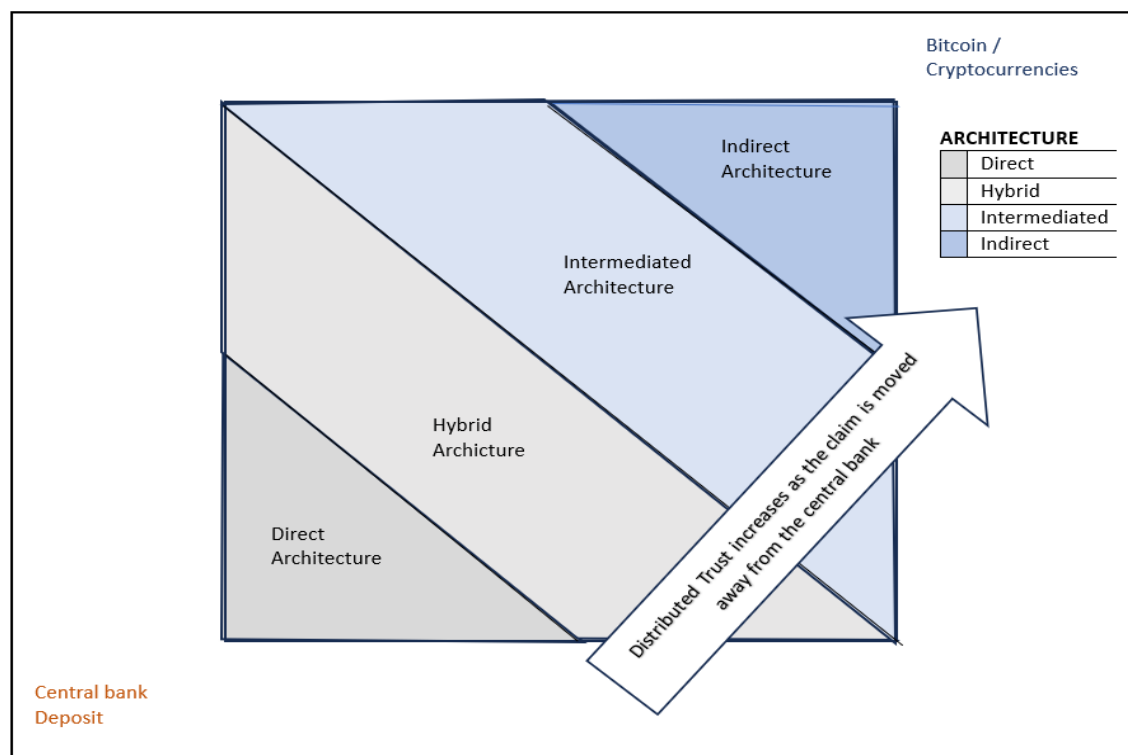 Bitcoin /
Cryptocurrencies
ARCHITECTURE
Direct
Hybrid
Intermediated
Indirect
Indirect
Architecture
Intermediated
Architecture
Hybrid
Archicture
Direct
Architecture
Distributed Trust increases as the claim is moved
away from the central bank
Central bank
Deposit